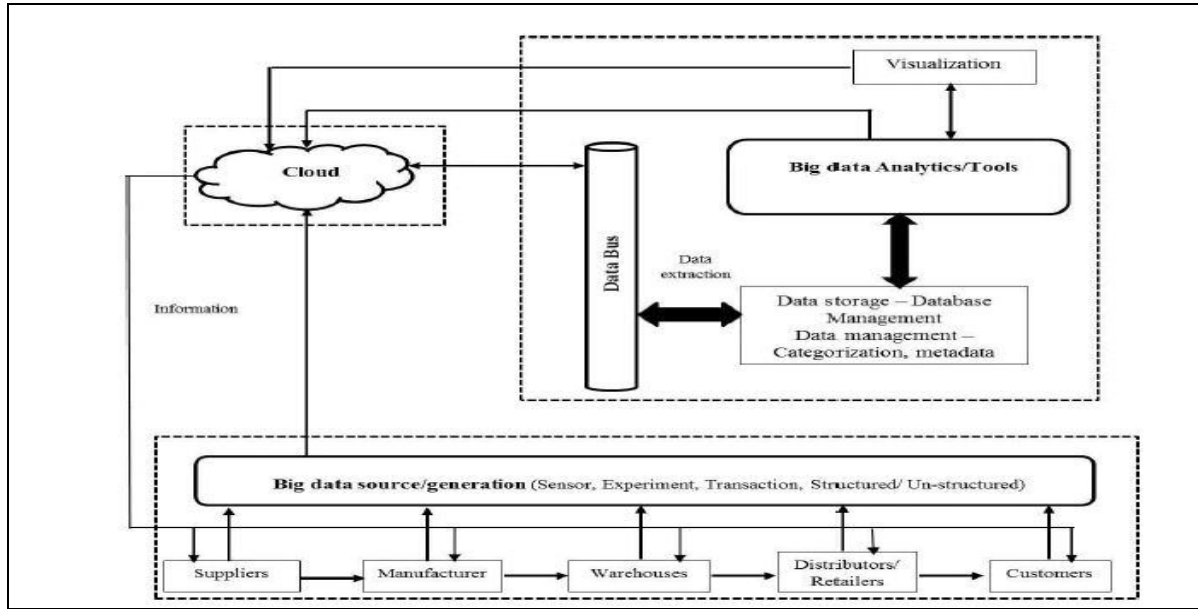 Visualization
Cloud
Big data Analytics/Tools
Data Bus
Data
extraction
Data storage – Database
Management
Data management –
Categorization, metadata
Information
Big data source/generation (Sensor, Experiment, Transaction, Structured/ Un-structured)
Suppliers
Manufacturer
Warehouses
Distributors/
Retailers
Customers